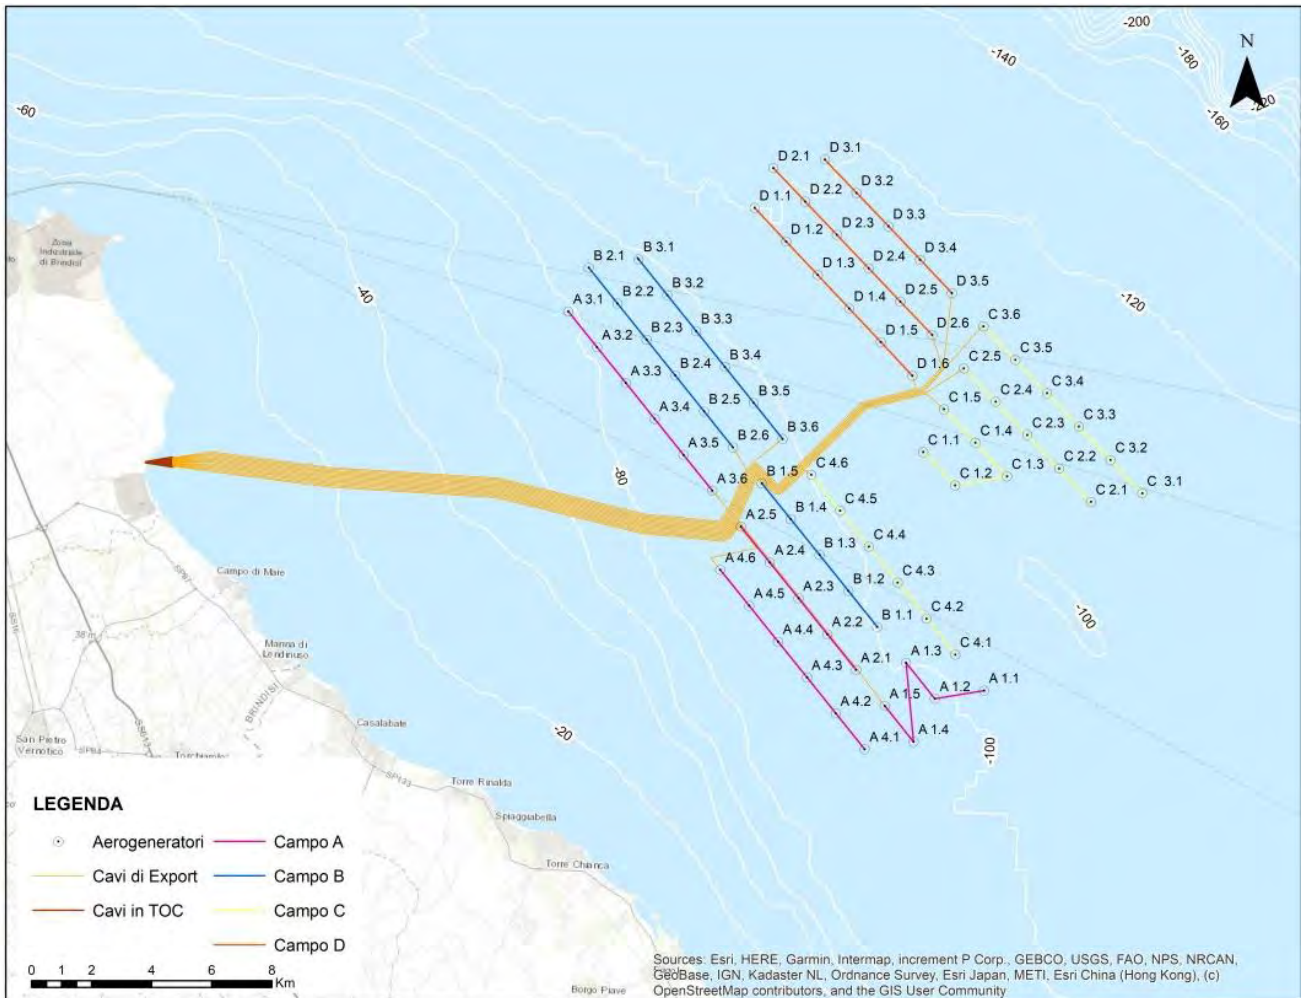 -200
-140
-180
N
-220
-160
-60
Zona
Industriale
di Brindisi
D 3.1
D 2.1
D 3.2
D 2.2
D 1.1
D 3.3
D 2.3
D 1.2
D 3.4
D 2.4
D 1.3
D 3.5
D 2.5
D 1.4
D 2.6
D 1.5
D 1.6
B 3.1
B 2.1
B 3.2
B 2.2
A 3.1
B 3.3
B 2.3
A 3.2
B 3.4
B 2.4
A 3.3
B 3.5
B 2.5
A 3.4
B 3.6
B 2.6
A 3.5
A 3.6
-40
-120
-80
C 3.6
C 3.5
C 2.5
C 3.4
C 2.4
C 1.5
C 3.3
C 2.3
C 1.4
C 1.1
C 3.2
C 2.2
C 1.3
C 1.2
C 3.1
C 2.1
B 1.5
C 4.6
C 4.5
B 1.4
A 2.5
C 4.4
B 1.3
A 2.4
A 4.6
C 4.3
B 1.2
A 2.3
A 4.5
C 4.2
B 1.1
A 2.2
A 4.4
C 4.1
A 1.3
A 2.1
A 4.3
A 1.1
A 1.2
A 1.5
A 4.2
A 1.4
A 4.1
-100
-100
-20
Campo di Mare
SP87
SS16
38 m
Marina di
Lendinuso
BRINDISI
SS613
Casalabate
San Pietro
Vernotico
SP84
Torchiarolo
SP133
Torre Rinalda
Spiaggiabella
Torre Chianca
Borgo Piave
LEGENDA
Aerogeneratori
Campo A
Cavi di Export
Campo B
Cavi in TOC
Campo C
Campo D
0 1 2 4 6 8
Km
Sources: Esri, HERE, Garmin, Intermap, increment P Corp., GEBCO, USGS, FAO, NPS, NRCAN,
GeoBase, IGN, Kadaster NL, Ordnance Survey, Esri Japan, METI, Esri China (Hong Kong), (c)
OpenStreetMap contributors, and the GIS User Community